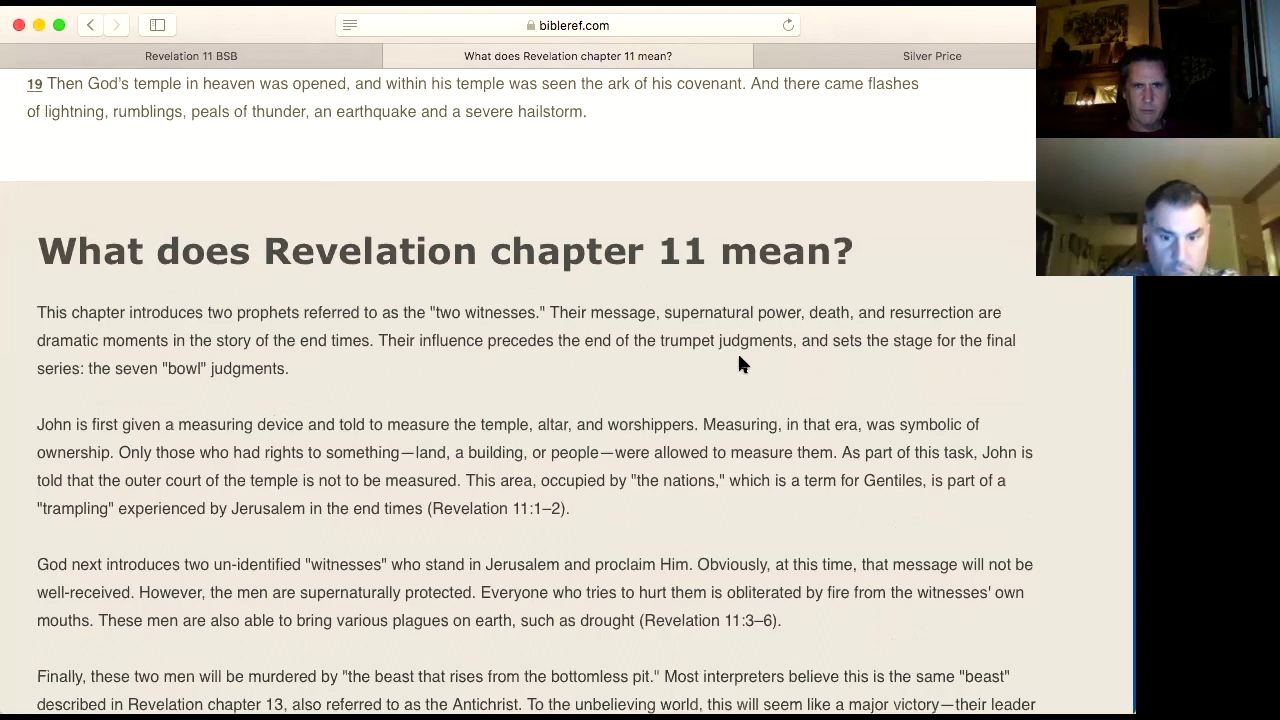 bibleref.com
Revelation 11 BSB
What does Revelation chapter 11 mean?
Silver Price
19 Then God's temple in heaven was opened, and within his temple was seen the ark of his covenant. And there came flashes
of lightning, rumblings, peals of thunder, an earthquake and a severe hailstorm.
What does Revelation chapter 11 mean?
This chapter introduces two prophets referred to as the "two witnesses." Their message, supernatural power, death, and resurrection are
dramatic moments in the story of the end times. Their influence precedes the end of the trumpet judgments, and sets the stage for the final
series: the seven "bowl" judgments.
John is first given a measuring device and told to measure the temple, altar, and worshippers. Measuring, in that era, was symbolic of
ownership. Only those who had rights to something—land, a building, or people—were allowed to measure them. As part of this task, John is
told that the outer court of the temple is not to be measured. This area, occupied by "the nations," which is a term for Gentiles, is part of a
"trampling" experienced by Jerusalem in the end times (Revelation 11:1–2).
God next introduces two un-identified "witnesses" who stand in Jerusalem and proclaim Him. Obviously, at this time, that message will not be
well-received. However, the men are supernaturally protected. Everyone who tries to hurt them is obliterated by fire from the witnesses' own
mouths. These men are also able to bring various plagues on earth, such as drought (Revelation 11:3–6).
Finally, these two men will be murdered by "the beast that rises from the bottomless pit." Most interpreters believe this is the same "beast"
described in Revelation chapter 13, also referred to as the Antichrist. To the unbelieving world, this will seem like a major victory—their leader